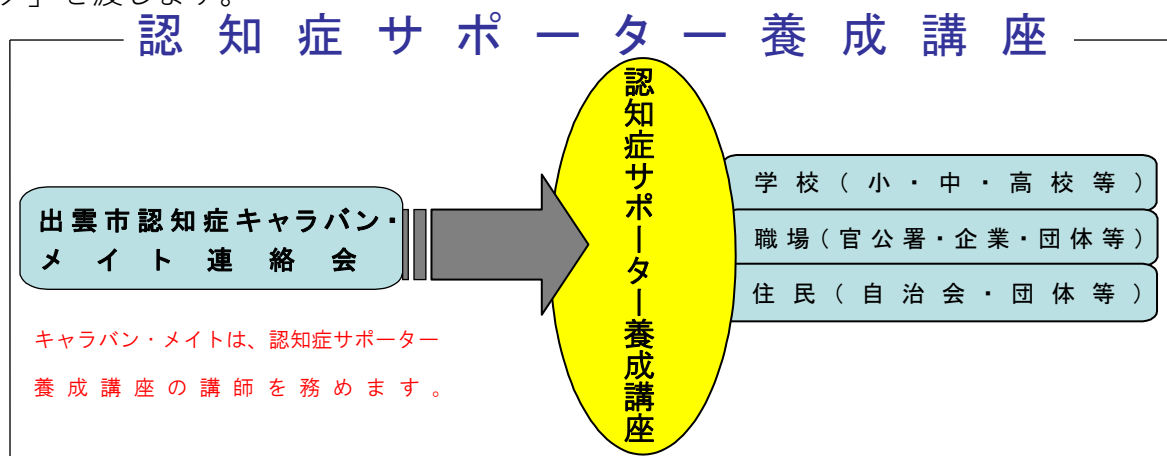 」を渡します。
認知症サポーター養成講座
認知症サポーター養成講座
出雲市認知症キャラバン・
メイト連絡会
学校(小・中・高校等)
職場(官公署・企業・団体等)
住民(自治会・団体等)
キャラバン・メイトは、認知症サポーター
養成講座の講師を務めます。